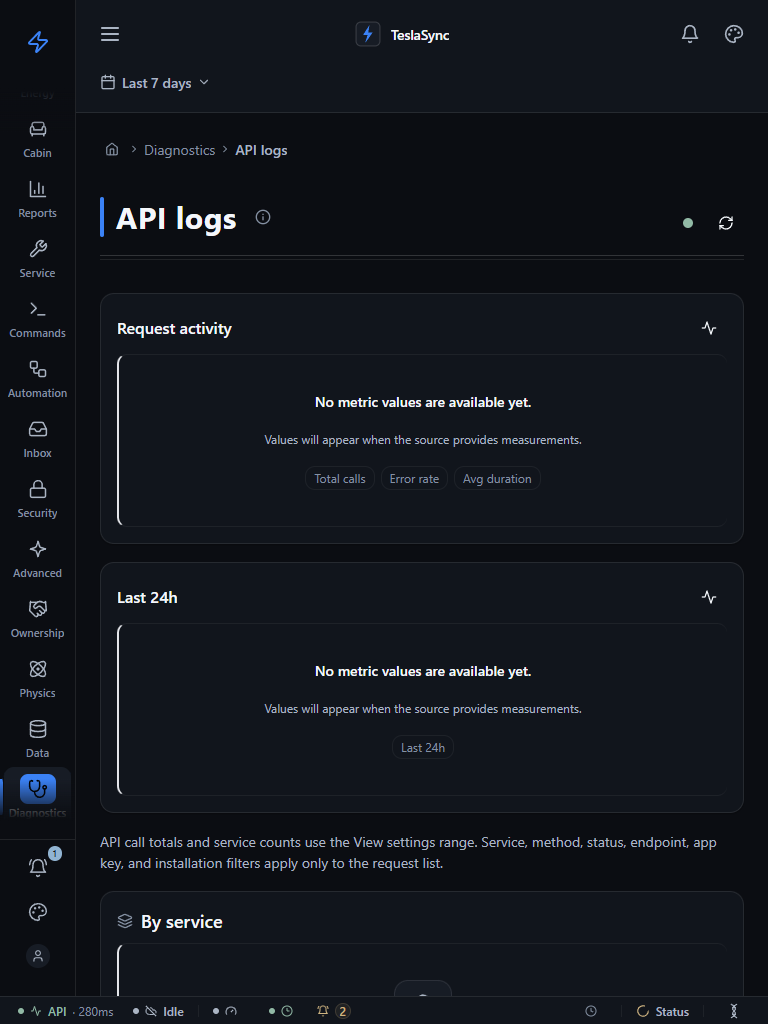 TeslaSync
Last 7 days
Energy
Cabin
Reports
Service
Commands
Automation
Inbox
Security
Advanced
Ownership
Physics
Data
Diagnostics
1
Diagnostics
API logs
API logs
Request activity
No metric values are available yet.
Values will appear when the source provides measurements.
Total calls
Error rate
Avg duration
Last 24h
No metric values are available yet.
Values will appear when the source provides measurements.
Last 24h
API call totals and service counts use the View settings range. Service, method, status, endpoint, app
key, and installation filters apply only to the request list.
By service
API · 280ms
Idle
2
Status